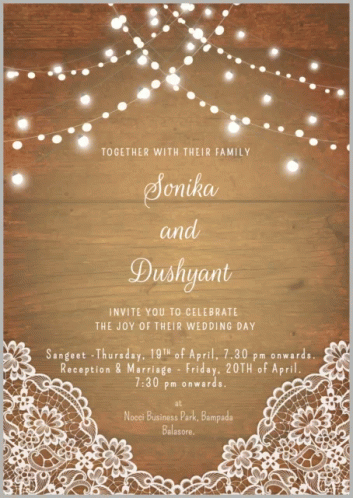 TOGETHER WITH THEIR FAMILY
Sonika
and
Dushyant
INVITE YOU TO CELEBRATE
THE JOY OF THEIR WEDDING DAY
Sangeet -Thursday, 19th of April, 7.30 pm onwards.
Reception & Marriage - Friday, 20TH of April.
7:30 pm onwards.
at
Nocci Business Park, Bampada
Balasore.